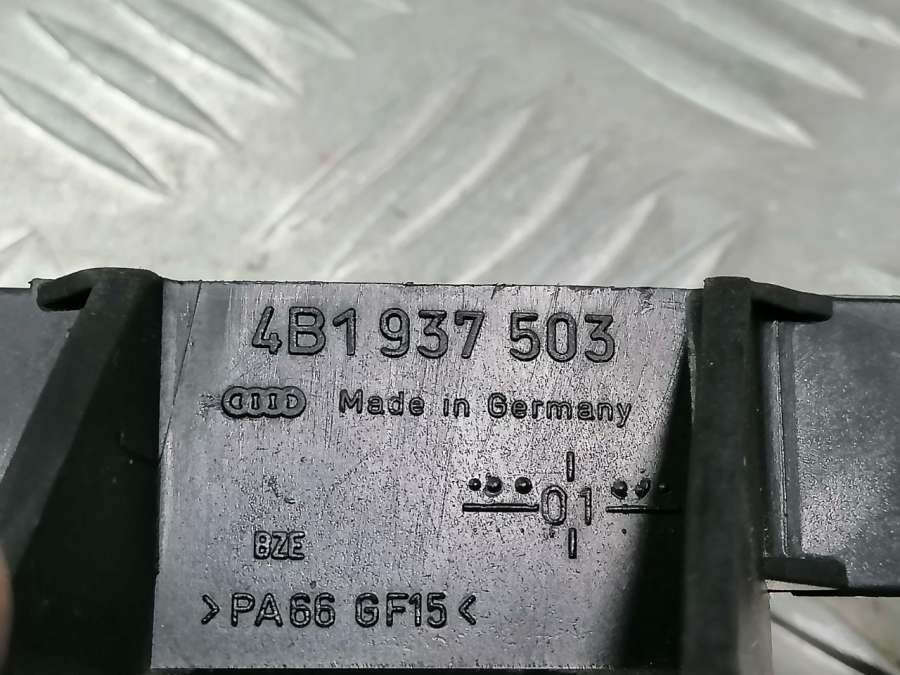 4B1 937 503
Made in Germany
01
BZE
>PA66 GF15<